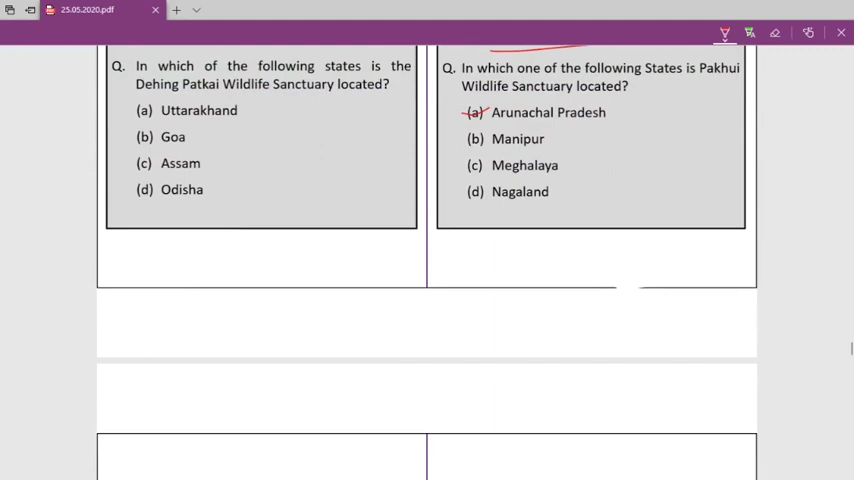 25.05.2020.pdf
Q. In which of the following states is the
Dehing Patkai Wildlife Sanctuary located?
(a) Uttarakhand
(b) Goa
(c) Assam
(d) Odisha
Q. In which one of the following States is Pakhui
Wildlife Sanctuary located?
(a) Arunachal Pradesh
(b) Manipur
(c) Meghalaya
(d) Nagaland